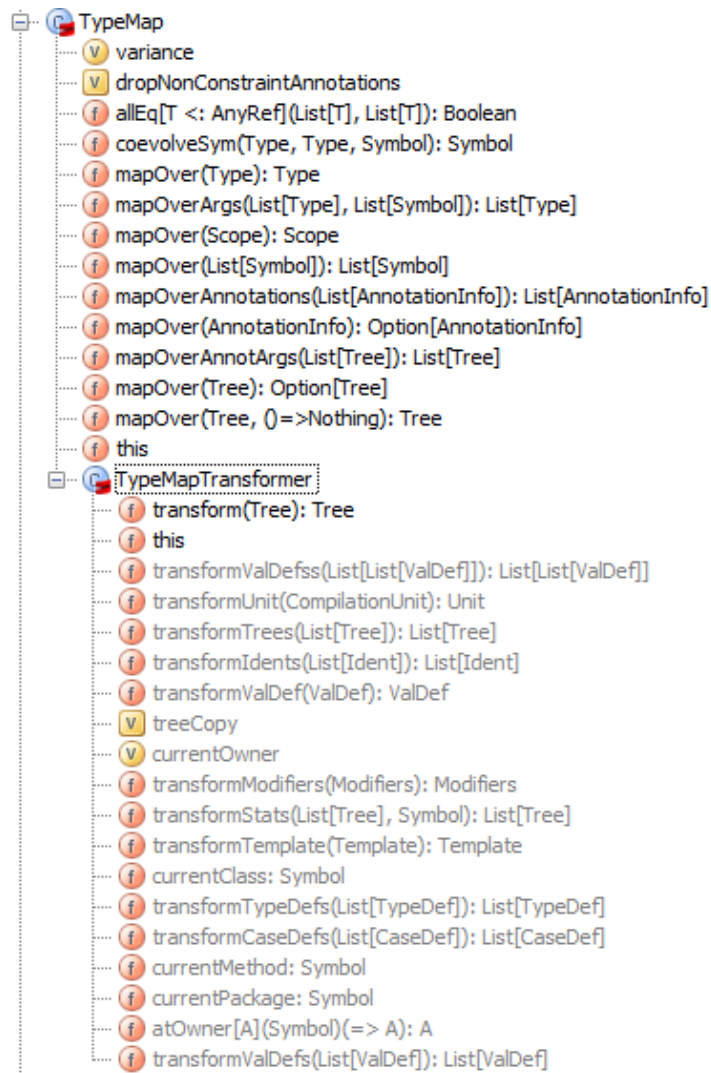 TypeMap
variance
dropNonConstraintAnnotations
allEq[T <: AnyRef](List[T], List[T]): Boolean
coevolveSym(Type, Type, Symbol): Symbol
mapOver(Type): Type
mapOverArgs(List[Type], List[Symbol]): List[Type]
mapOver(Scope): Scope
mapOver(List[Symbol]): List[Symbol]
mapOverAnnotations(List[AnnotationInfo]): List[AnnotationInfo]
mapOver(AnnotationInfo): Option[AnnotationInfo]
mapOverAnnotArgs(List[Tree]): List[Tree]
mapOver(Tree): Option[Tree]
mapOver(Tree, ()=>Nothing): Tree
this
TypeMapTransformer
transform(Tree): Tree
this
transformValDefss(List[List[ValDef]]): List[List[ValDef]]
transformUnit(CompilationUnit): Unit
transformTrees(List[Tree]): List[Tree]
transformIdents(List[Ident]): List[Ident]
transformValDef(ValDef): ValDef
treeCopy
currentOwner
transformModifiers(Modifiers): Modifiers
transformStats(List[Tree], Symbol): List[Tree]
transformTemplate(Template): Template
currentClass: Symbol
transformTypeDefs(List[TypeDef]): List[TypeDef]
transformCaseDefs(List[CaseDef]): List[CaseDef]
currentMethod: Symbol
currentPackage: Symbol
atOwner[A](Symbol)(=> A): A
transformValDefs(List[ValDef]): List[ValDef]